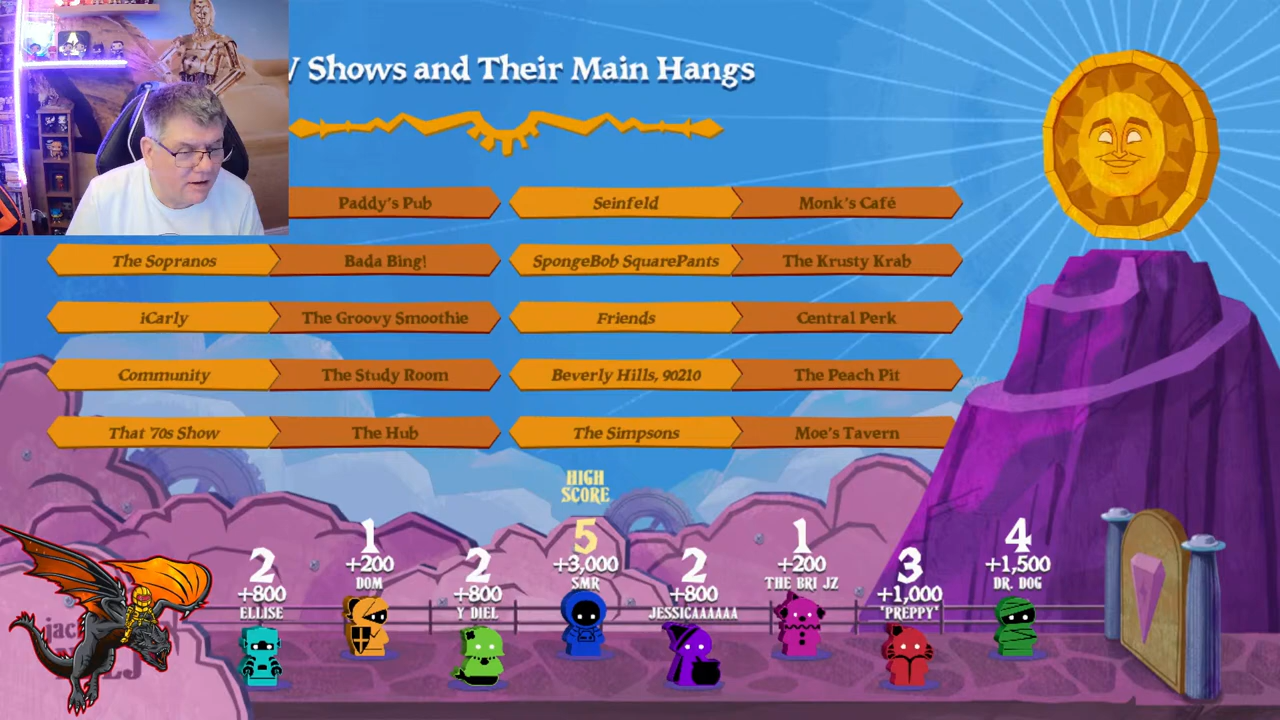 Shows and Their Main Hangs
Paddy's Pub
Seinfeld
Monk's Café
The Sopranos
Bada Bing!
SpongeBob SquarePants
The Krusty Krab
iCarly
The Groovy Smoothie
Friends
Central Perk
Community
The Study Room
Beverly Hills, 90210
The Peach Pit
That '70s Show
The Hub
The Simpsons
Moe's Tavern
HIGH
SCORE
2
+800
ELLISE
1
+200
DOM
2
+800
Y DIEL
5
+3,000
SMR
2
+800
JESSICAAAAAA
1
+200
THE BRI JZ
3
+1,000
"PREPPY"
4
+1,500
DR. DOG